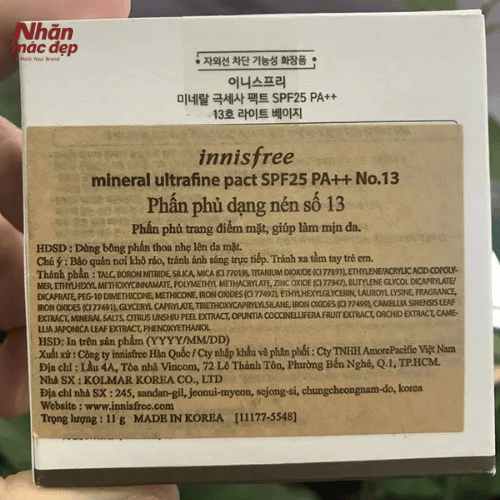 Nhãn
mác đẹp
Mark Your Brand
• 자외선 차단 기능성 화장품 •
이니스프리
미네랄 극세사 팩트 SPF25 PA++
13호 라이트 베이지
innisfree
mineral ultrafine pact SPF25 PA++ No.13
Phấn phủ dạng nén số 13
Phấn phủ trang điểm mặt, giúp làm mịn da.
HDSD : Dùng bông phấn thoa nhẹ lên da mặt.
Chú ý : Bảo quản nơi khô ráo, tránh ánh sáng trực tiếp. Tránh xa tầm tay trẻ em.
Thành phần : TALC, BORON NITRIDE, SILICA, MICA (CI 77019), TITANIUM DIOXIDE (CI 77891), ETHYLENE/ACRYLIC ACID COPOLY-
MER, ETHYLHEXYL METHOXYCINNAMATE, POLYMETHYL METHACRYLATE, ZINC OXIDE (CI 77947), BUTYLENE GLYCOL DICAPRYLATE/
DICAPRATE, PEG-10 DIMETHICONE, METHICONE, IRON OXIDES (CI 77492), ETHYLHEXYLGLYCERIN, LAUROYL LYSINE, FRAGRANCE,
IRON OXIDES (CI 77491), GLYCERYL CAPRYLATE, TRIETHOXYCAPRYLYLSILANE, IRON OXIDES (CI 77499), CAMELLIA SINENSIS LEAF
EXTRACT, MINERAL SALTS. CITRUS UNSHIU PEEL EXTRACT, OPUNTIA COCCINELLIFERA FRUIT EXTRACT, ORCHID EXTRACT, CAME-
LLIA JAPONICA LEAF EXTRACT, PHENOXYETHANOL
HSD: In trên sản phẩm (YYYY/MM/DD)
Xuất xứ : Công ty innisfree Hàn Quốc / Cty nhập khẩu và phân phối : Cty TNHH AmorePacific Việt Nam
Địa chỉ : Lầu 4A, Tòa nhà Vincom, 72 Lê Thánh Tôn, Phường Bến Nghé, Q.1, TP.HCM.
Nhà SX : KOLMAR KOREA CO., LTD
Địa chỉ nhà SX : 245, sandan-gil, jeonui-myeon, sejong-si, chungcheongnam-do, korea
Website : www.innisfree.com
Trọng lượng : 11 g MADE IN KOREA [11177-5548]